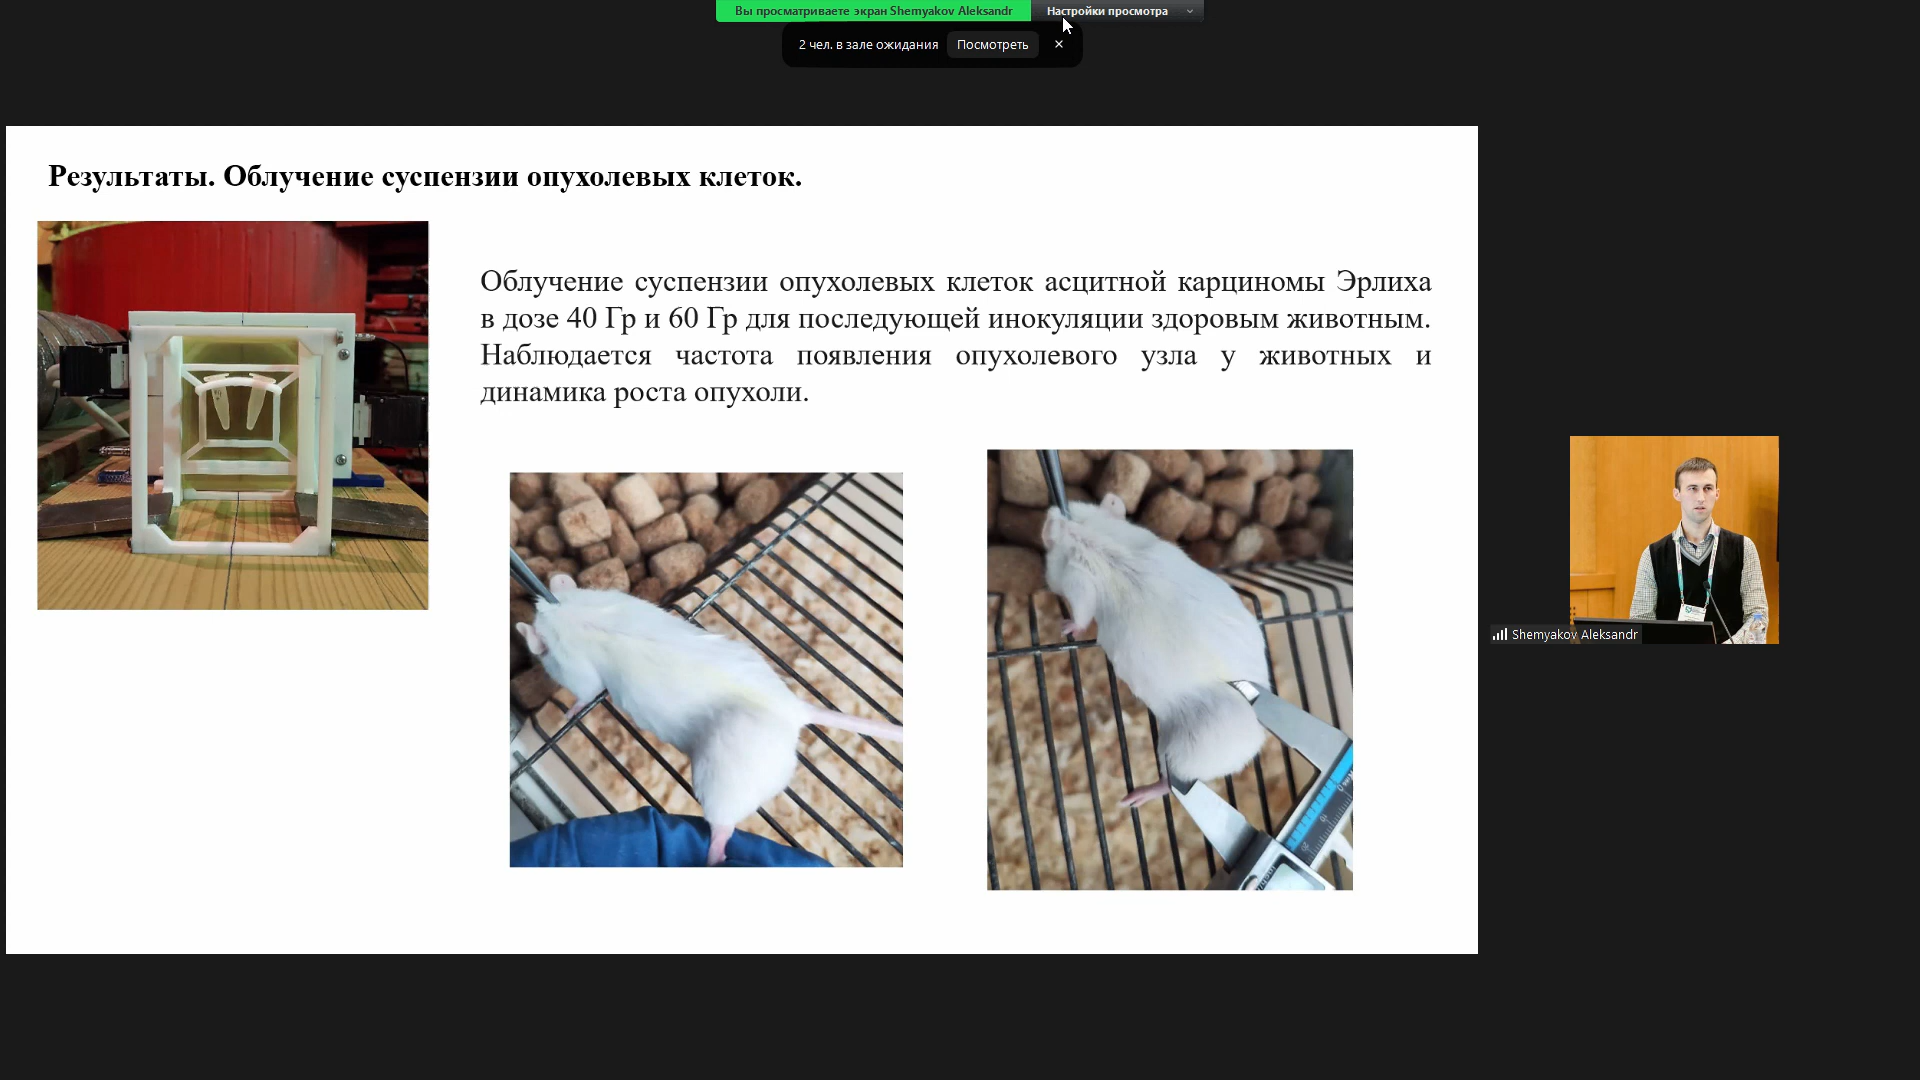 Вы просматриваете экран Shemyakov Aleksandr
Настройки просмотра
2 чел. в зале ожидания
Посмотреть
Результаты. Облучение суспензии опухолевых клеток.
Облучение суспензии опухолевых клеток асцитной карциномы Эрлиха
в дозе 40 Гр и 60 Гр для последующей инокуляции здоровым животным.
Наблюдается частота появления опухолевого узла у животных и
динамика роста опухоли.
Shemyakov Aleksandr